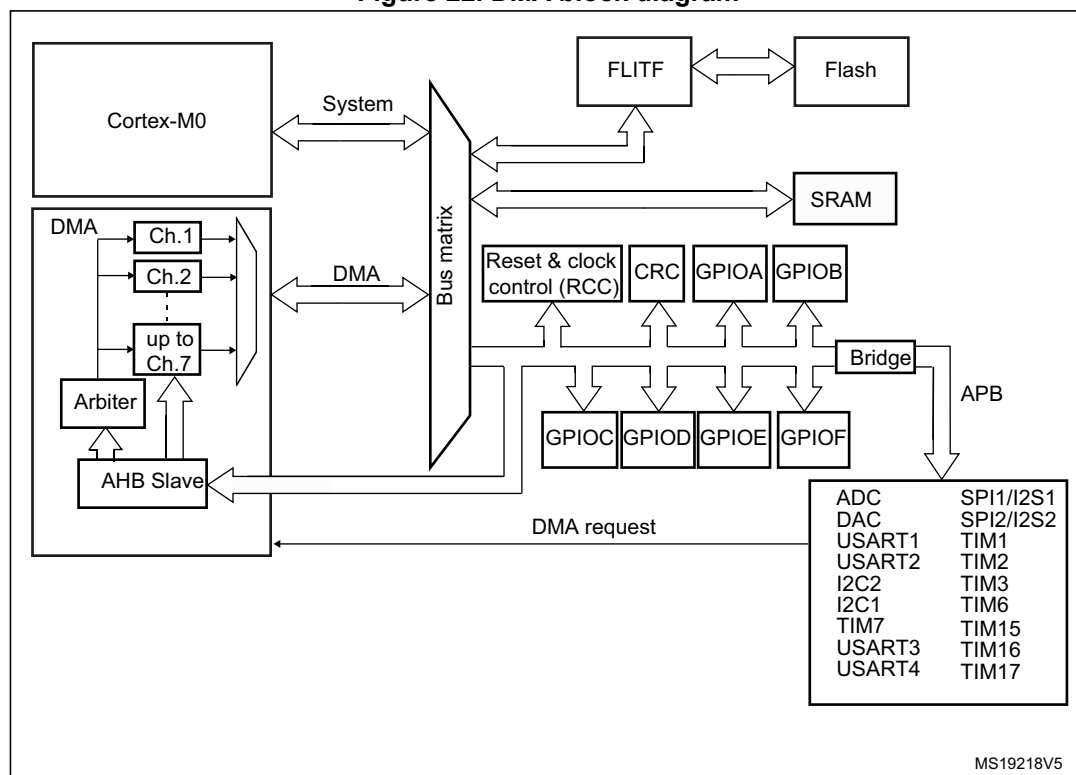 Figure 22. DMA block diagram
FLITF
Flash
System
Cortex-M0
Bus matrix
SRAM
DMA
Ch.1
Ch.2
up to
Ch.7
DMA
Reset & clock
control (RCC)
CRC
GPIOA
GPIOB
Bridge
APB
Arbiter
GPIOC
GPIOD
GPIOE
GPIOF
AHB Slave
DMA request
ADC
DAC
USART1
USART2
I2C2
I2C1
TIM7
USART3
USART4
SPI1/I2S1
SPI2/I2S2
TIM1
TIM2
TIM3
TIM6
TIM15
TIM16
TIM17
MS19218V5